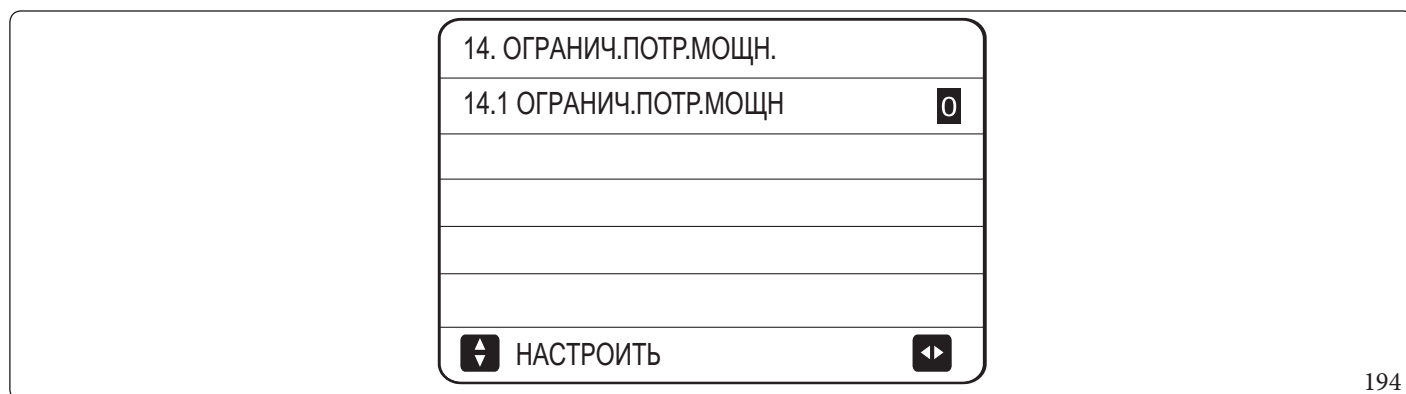 14. ОГРАНИЧ.ПОТР.МОЩН.
14.1 ОГРАНИЧ.ПОТР.МОЩН 0
НАСТРОИТЬ
194